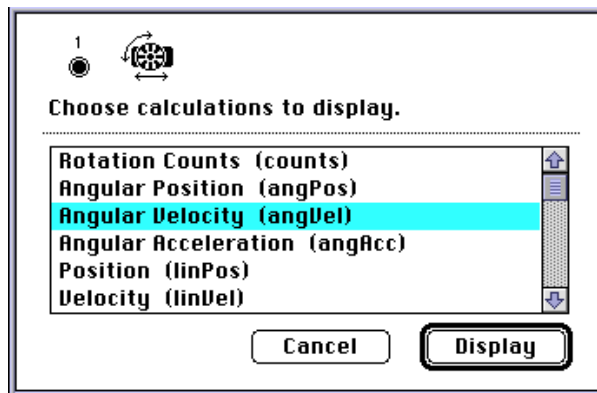 1
Choose calculations to display.
Rotation Counts (counts)
Angular Position (angPos)
Angular Velocity (angVel)
Angular Acceleration (angAcc)
Position (linPos)
Velocity (linVel)
Cancel Display